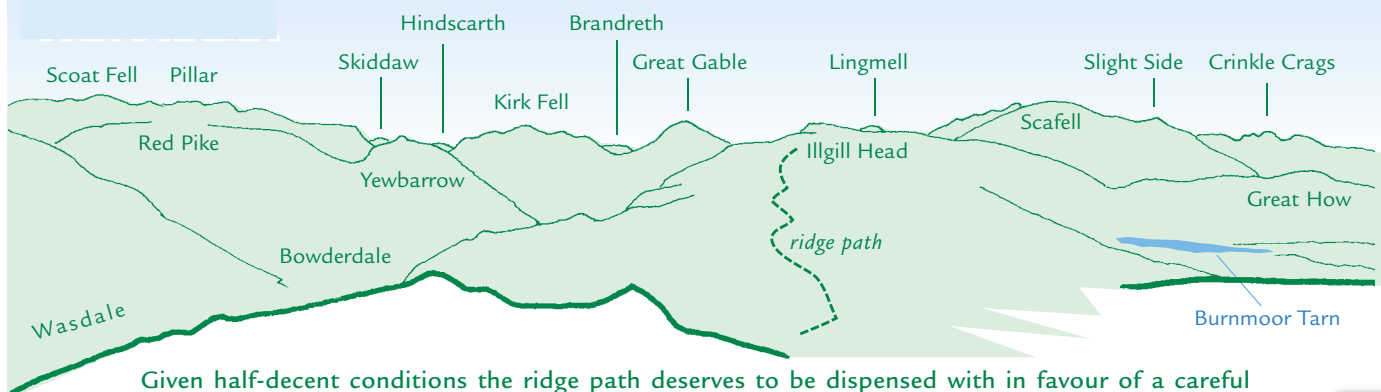 Hindscarth
Brandreth
Skiddaw
Great Gable
Lingmell
Slight Side
Crinkle Crags
Scoat Fell
Pillar
Kirk Fell
Scafell
Red Pike
Illgill Head
Yewbarrow
Great How
ridge path
Bowderdale
Wasdale
Burnmoor Tarn
Given half-decent conditions the ridge path deserves to be dispensed with in favour of a careful